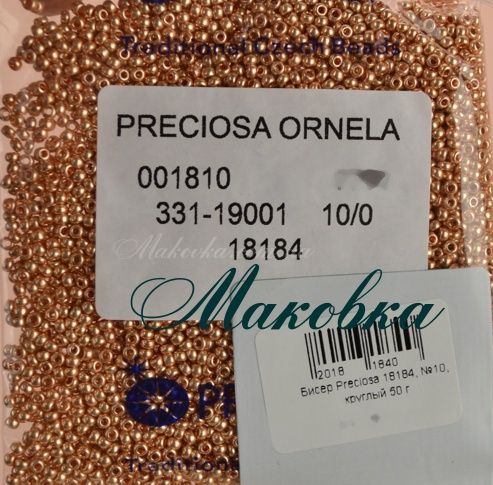 Traditional Czech Beads
PRECIOSA ORNELA
001810
331-19001 10/0
18184
Маковка
2018 1840
Бисер Preciosa 18184, №10,
круглый 50 г
Traditional